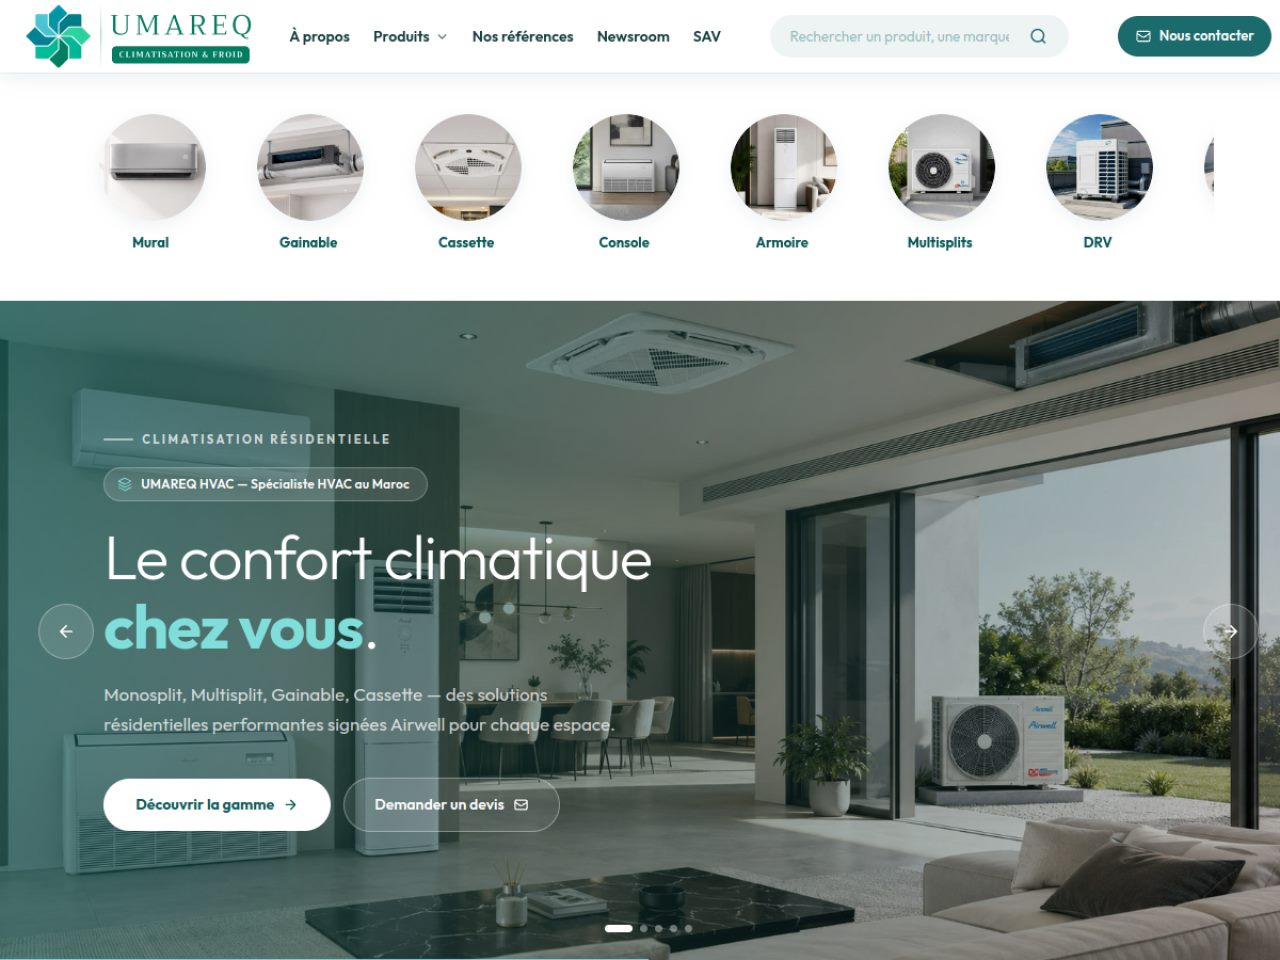 UMAREQ
CLIMATISATION & FROID
À propos
Produits
Nos références
Newsroom
SAV
Rechercher un produit, une marque
Nous contacter
Mural
Gainable
Cassette
Console
Armoire
Multisplits
DRV
CLIMATISATION RÉSIDENTIELLE
UMAREQ HVAC — Spécialiste HVAC au Maroc
Le confort climatique
chez vous.
Monosplit, Multisplit, Gainable, Cassette — des solutions
résidentielles performantes signées Airwell pour chaque espace.
Découvrir la gamme
Demander un devis
Airwell